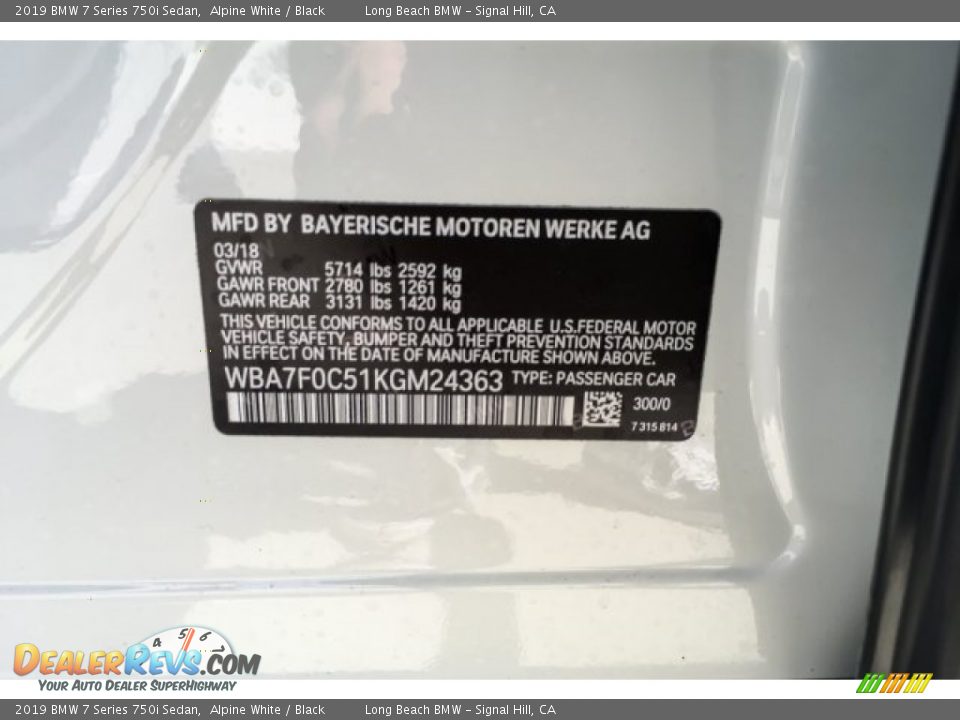 2019 BMW 7 Series 750i Sedan, Alpine White / Black Long Beach BMW – Signal Hill, CA
MFD BY BAYERISCHE MOTOREN WERKE AG
03/18
GVWR 5714 lbs 2592 kg
GAWR FRONT 2780 lbs 1261 kg
GAWR REAR 3131 lbs 1420 kg
THIS VEHICLE CONFORMS TO ALL APPLICABLE U.S.FEDERAL MOTOR
VEHICLE SAFETY, BUMPER AND THEFT PREVENTION STANDARDS
IN EFFECT ON THE DATE OF MANUFACTURE SHOWN ABOVE.
WBA7F0C51KGM24363 TYPE: PASSENGER CAR
300/0
7 315 814
4 5 6 7
DEALERREVS.COM
YOUR AUTO DEALER SUPERHIGHWAY
2019 BMW 7 Series 750i Sedan, Alpine White / Black Long Beach BMW – Signal Hill, CA